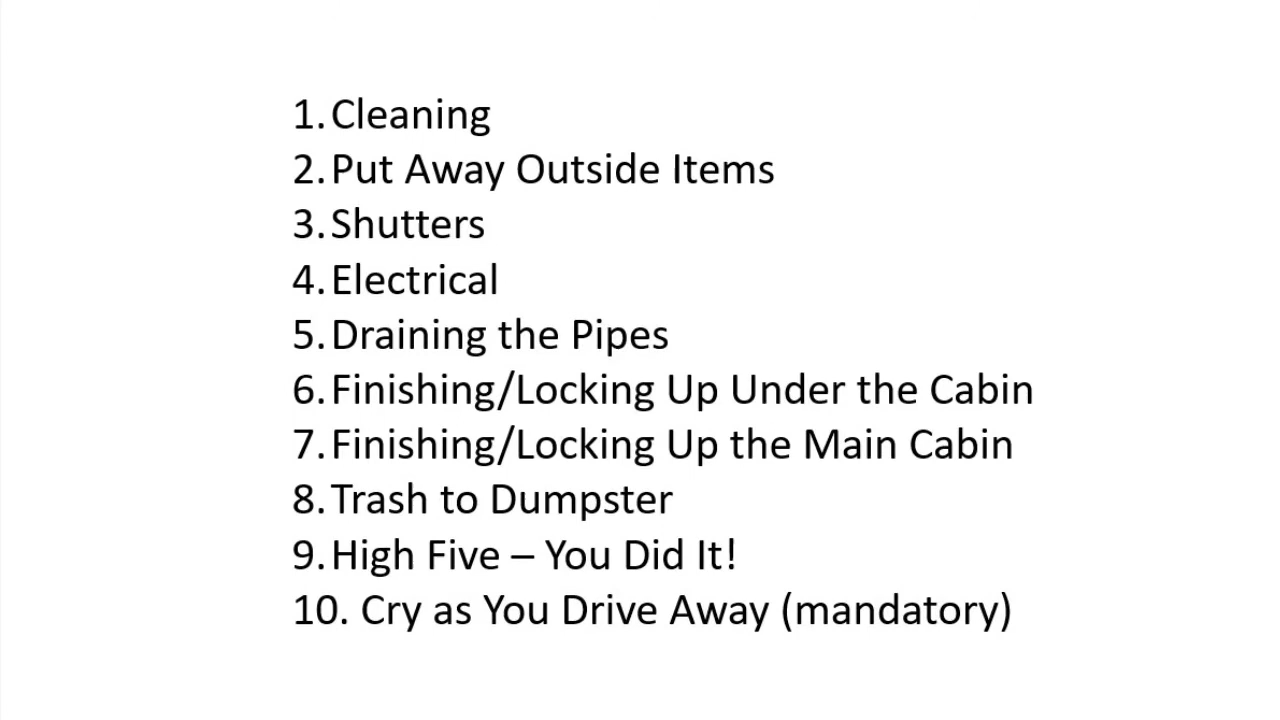 1. Cleaning
2. Put Away Outside Items
3. Shutters
4. Electrical
5. Draining the Pipes
6. Finishing/Locking Up Under the Cabin
7. Finishing/Locking Up the Main Cabin
8. Trash to Dumpster
9. High Five – You Did It!
10. Cry as You Drive Away (mandatory)